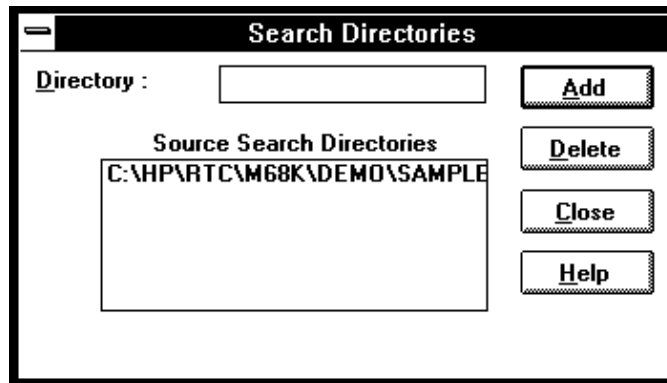 Search Directories
Directory :
Add
Source Search Directories
Delete
C:\HP\RTC\M68K\DEMO\SAMPLE
Close
Help